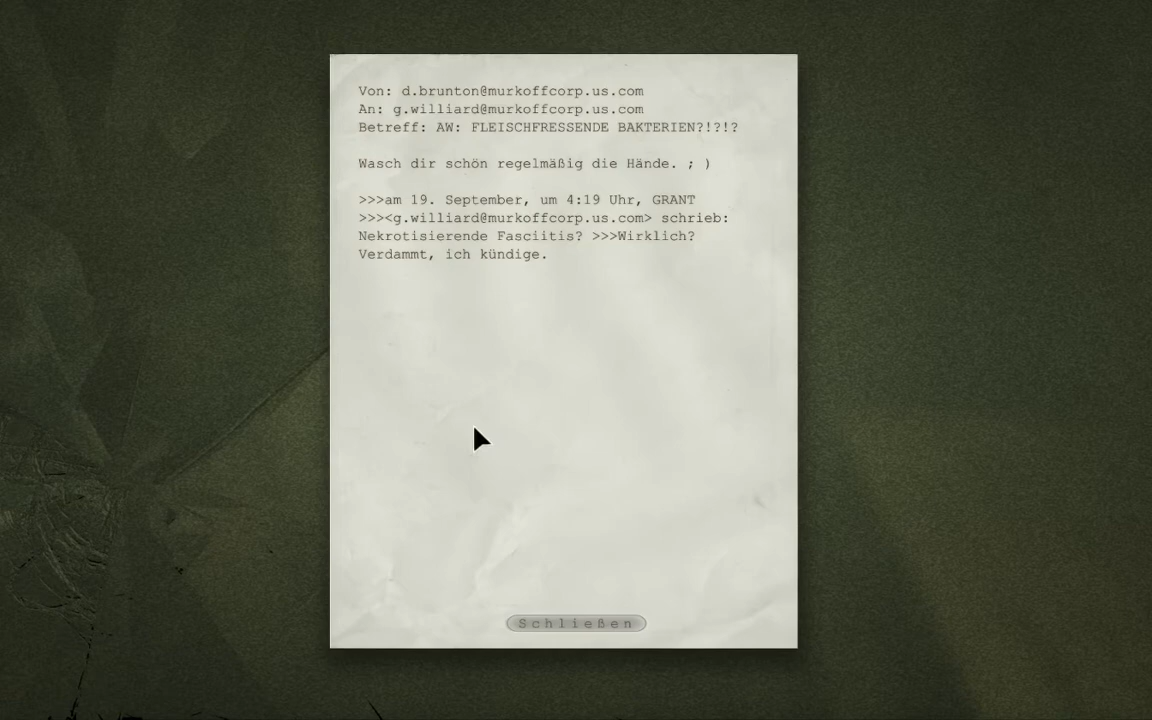 Von: d.brunton@murkoffcorp.us.com
An: g.williard@murkoffcorp.us.com
Betreff: AW: FLEISCHFRESSENDE BAKTERIEN?!?!?
Wasch dir schön regelmäßig die Hände. ; )
>>>am 19. September, um 4:19 Uhr, GRANT
>>><g.williard@murkoffcorp.us.com> schrieb:
Nekrotisierende Fasciitis? >>>Wirklich?
Verdammt, ich kündige.
Schließen